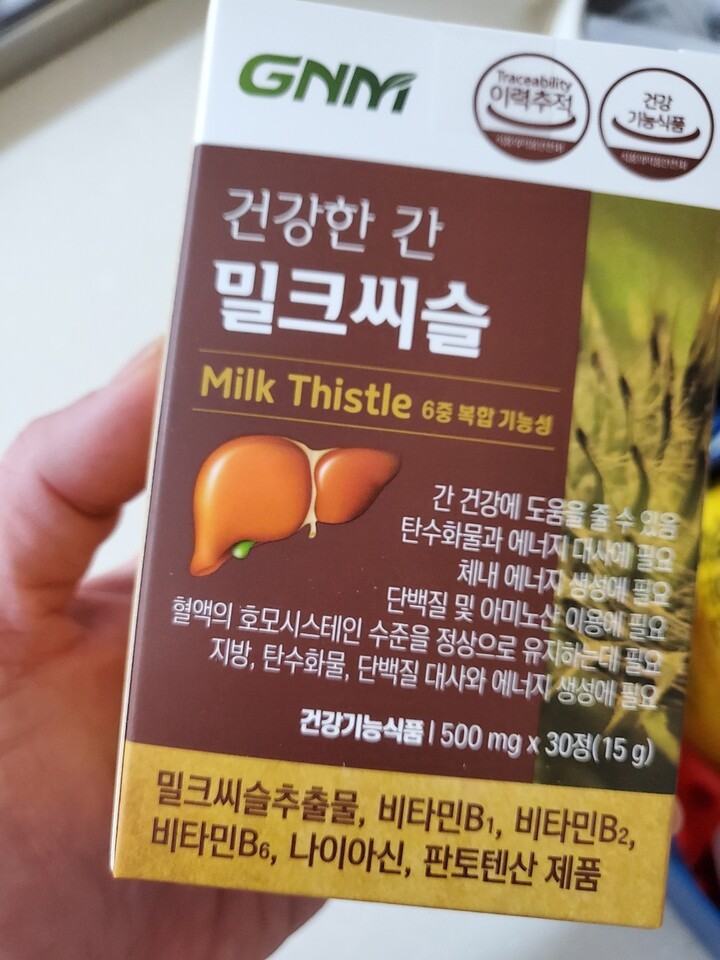 GNM
Traceability
이력추적
건강
기능식품
건강한 간
밀크씨슬
Milk Thistle 6중 복합 기능성
간 건강에 도움을 줄 수 있음
탄수화물과 에너지 대사에 필요
체내 에너지 생성에 필요
단백질 및 아미노산 이용에 필요
혈액의 호모시스테인 수준을 정상으로 유지하는데 필요
지방, 탄수화물, 단백질 대사와 에너지 생성에 필요
건강기능식품 | 500 mg x 30정(15 g)
밀크씨슬추출물, 비타민B₁, 비타민B₂,
비타민B₆, 나이아신, 판토텐산 제품